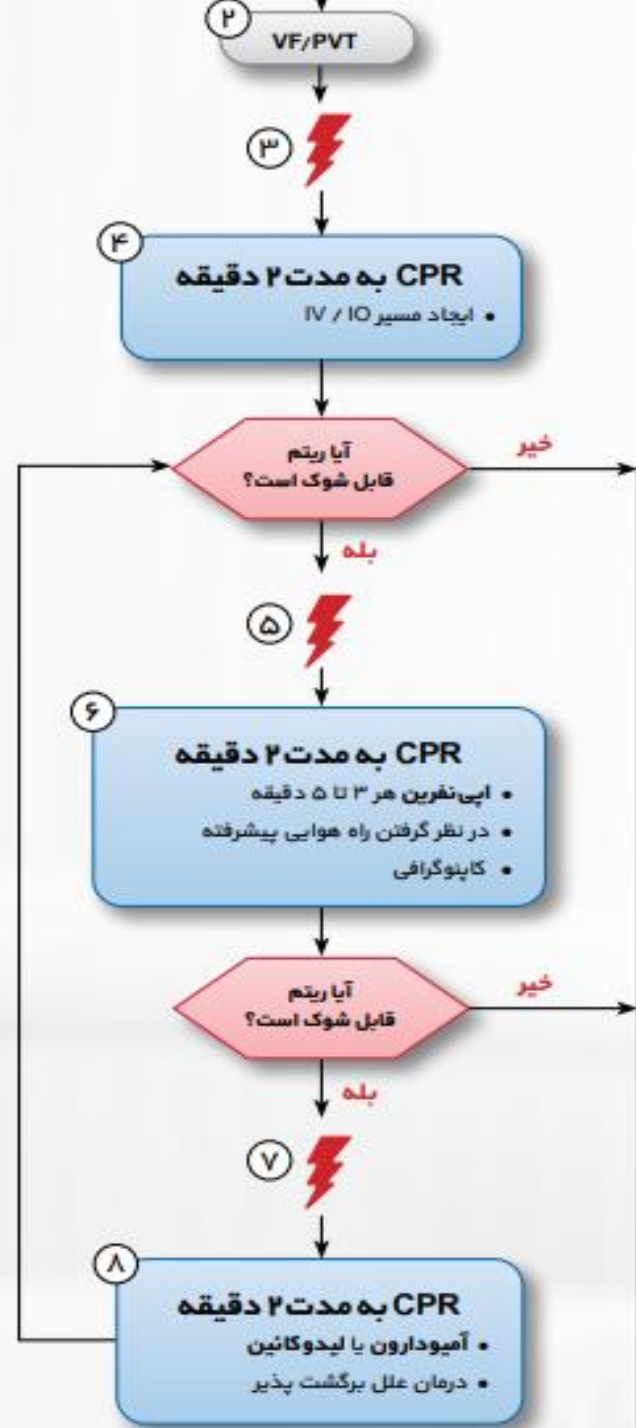 ۲
VF/PVT
۳
۴
CPR به مدت ۲ دقیقه
• ایجاد مسیر IV / IO
آیا ریتم
قابل شوک است؟
خیر
بله
۵
۶
CPR به مدت ۲ دقیقه
• اپی‌نفرین هر ۳ تا ۵ دقیقه
• در نظر گرفتن راه هوایی پیشرفته
• کاپنوگرافی
آیا ریتم
قابل شوک است؟
خیر
بله
۷
۸
CPR به مدت ۲ دقیقه
• آمیودارون یا لیدوکائین
• درمان علل برگشت پذیر